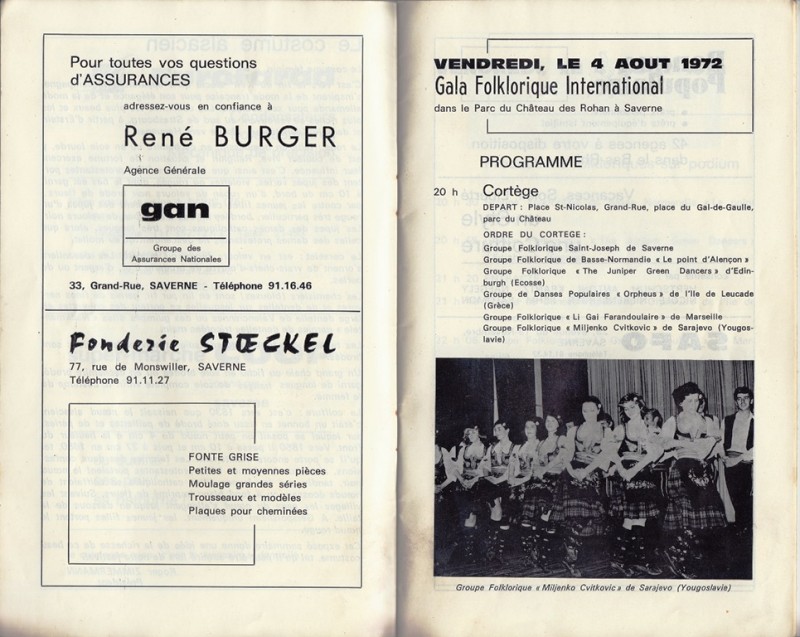 Pour toutes vos questions
d'ASSURANCES
adressez-vous en confiance à
René BURGER
Agence Générale
gan
Groupe des
Assurances Nationales
33, Grand-Rue, SAVERNE - Téléphone 91.16.46
Fonderie STŒCKEL
77, rue de Monswiller, SAVERNE
Téléphone 91.11.27
FONTE GRISE
Petites et moyennes pièces
Moulage grandes séries
Trousseaux et modèles
Plaques pour cheminées
VENDREDI, LE 4 AOUT 1972
Gala Folklorique International
dans le Parc du Château des Rohan à Saverne
PROGRAMME
20 h Cortège
DEPART : Place St-Nicolas, Grand-Rue, place du Gal-de-Gaulle,
parc du Château
ORDRE DU CORTEGE :
Groupe Folklorique Saint-Joseph de Saverne
Groupe Folklorique de Basse-Normandie « Le point d'Alençon »
Groupe Folklorique « The Juniper Green Dancers » d'Edin-
burgh (Ecosse)
Groupe de Danses Populaires « Orpheus » de l'Ile de Leucade
(Grèce)
Groupe Folklorique « Li Gai Farandoulaire » de Marseille
Groupe Folklorique « Miljenko Cvitkovic » de Sarajevo (Yougos-
lavie)
Groupe Folklorique « Miljenko Cvitkovic » de Sarajevo (Yougoslavie)